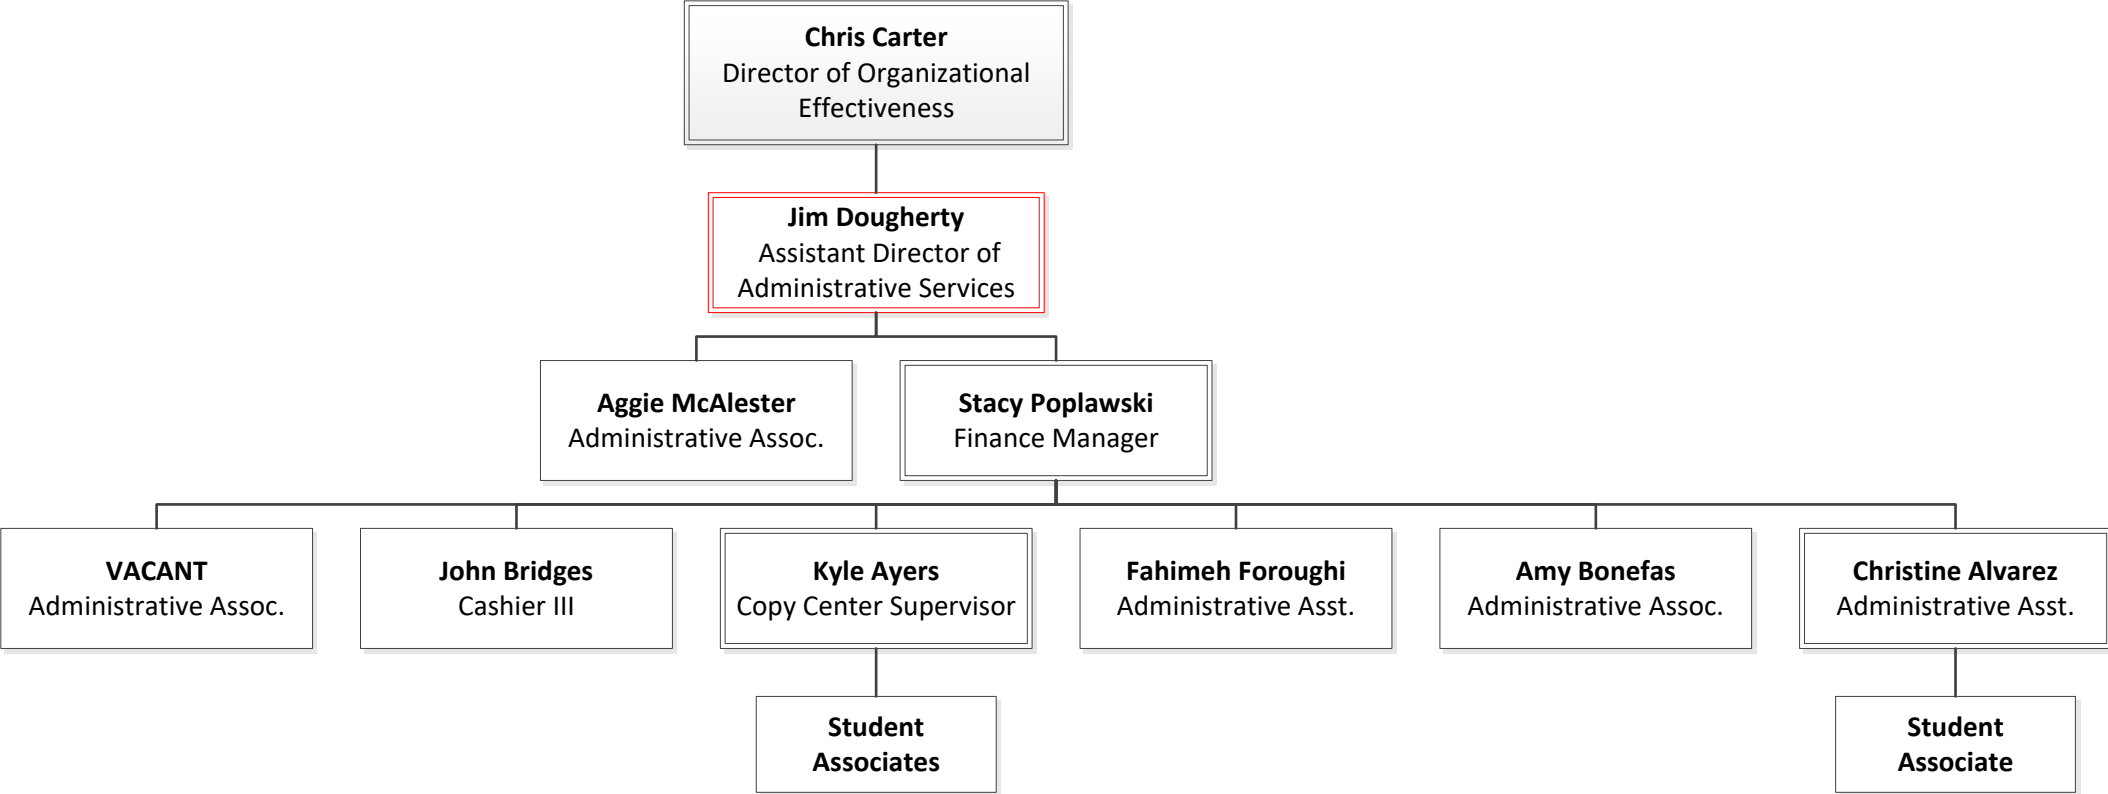 Chris Carter
Director of Organizational
Effectiveness
Jim Dougherty
Assistant Director of
Administrative Services
Aggie McAlester
Administrative Assoc.
Stacy Poplawski
Finance Manager
VACANT
Administrative Assoc.
John Bridges
Cashier III
Kyle Ayers
Copy Center Supervisor
Fahimeh Foroughi
Administrative Asst.
Amy Bonefas
Administrative Assoc.
Christine Alvarez
Administrative Asst.
Student
Associates
Student
Associate